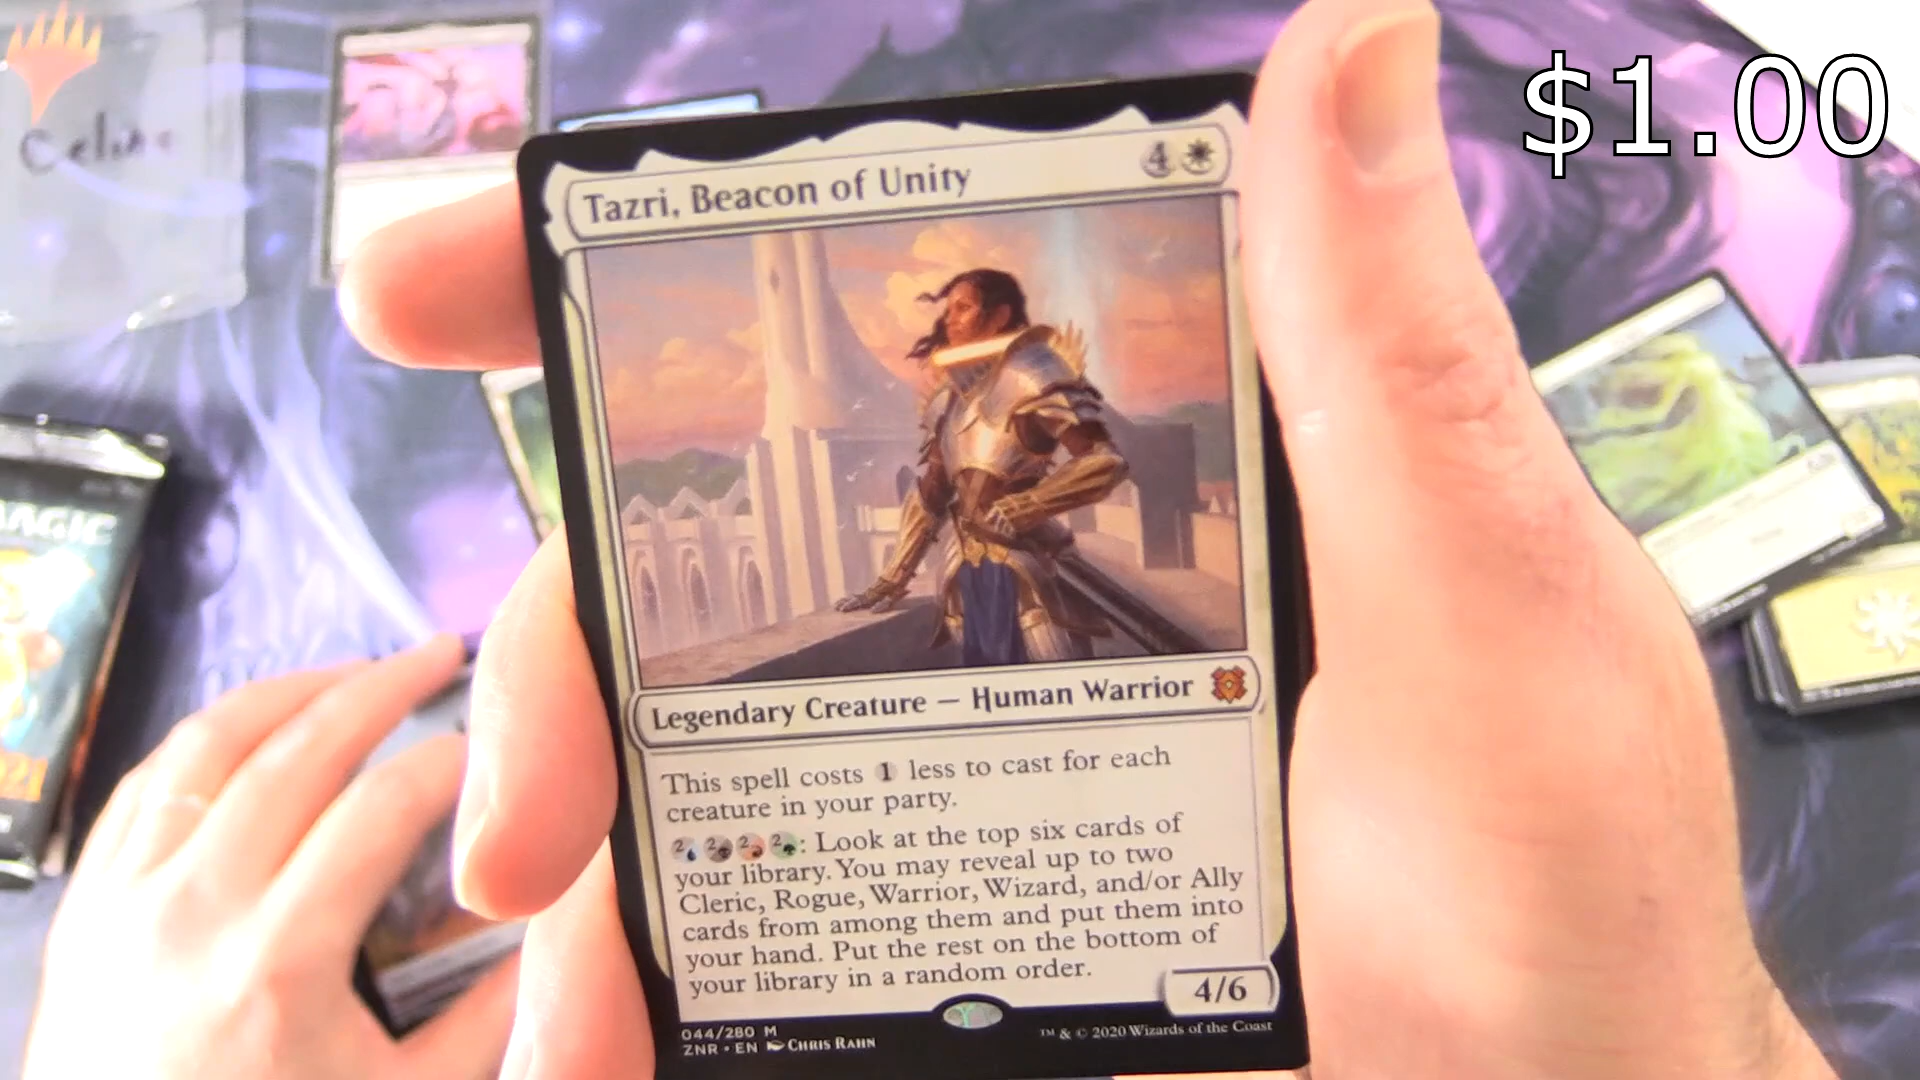 $1.00
Celine
Tazri, Beacon of Unity
4
Legendary Creature — Human Warrior
This spell costs 1 less to cast for each
creature in your party.
2 2 2 2 : Look at the top six cards of
your library. You may reveal up to two
Cleric, Rogue, Warrior, Wizard, and/or Ally
cards from among them and put them into
your hand. Put the rest on the bottom of
your library in a random order.
4/6
044/280 M
ZNR • EN Chris Rahn
™ & © 2020 Wizards of the Coast
MAGIC